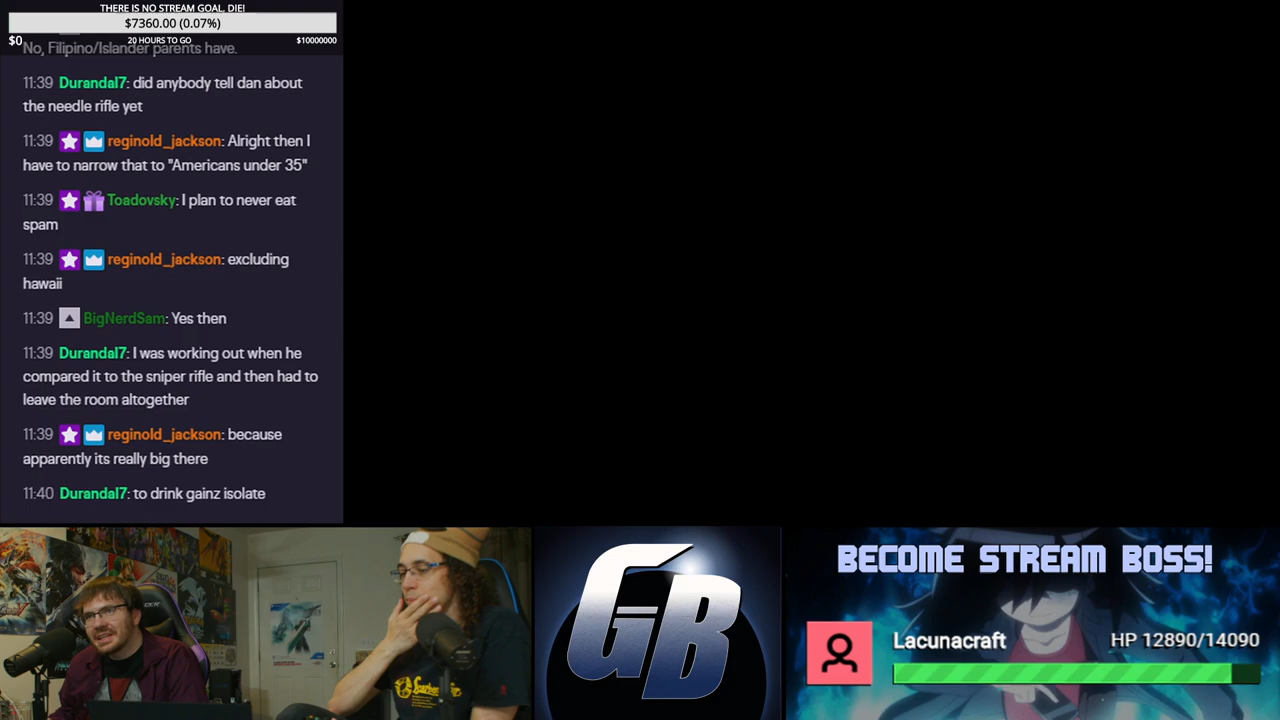 THERE IS NO STREAM GOAL, DIE!
$7360.00 (0.07%)
$0 20 HOURS TO GO $10000000
No, Filipino/Islander parents have.
11:39 Durandal7: did anybody tell dan about
the needle rifle yet
11:39 reginold_jackson: Alright then I
have to narrow that to "Americans under 35"
11:39 Toadovsky: I plan to never eat
spam
11:39 reginold_jackson: excluding
hawaii
11:39 BigNerdSam: Yes then
11:39 Durandal7: I was working out when he
compared it to the sniper rifle and then had to
leave the room altogether
11:39 reginold_jackson: because
apparently its really big there
11:40 Durandal7: to drink gainz isolate
GB
BECOME STREAM BOSS!
Lacunacraft HP 12890/14090